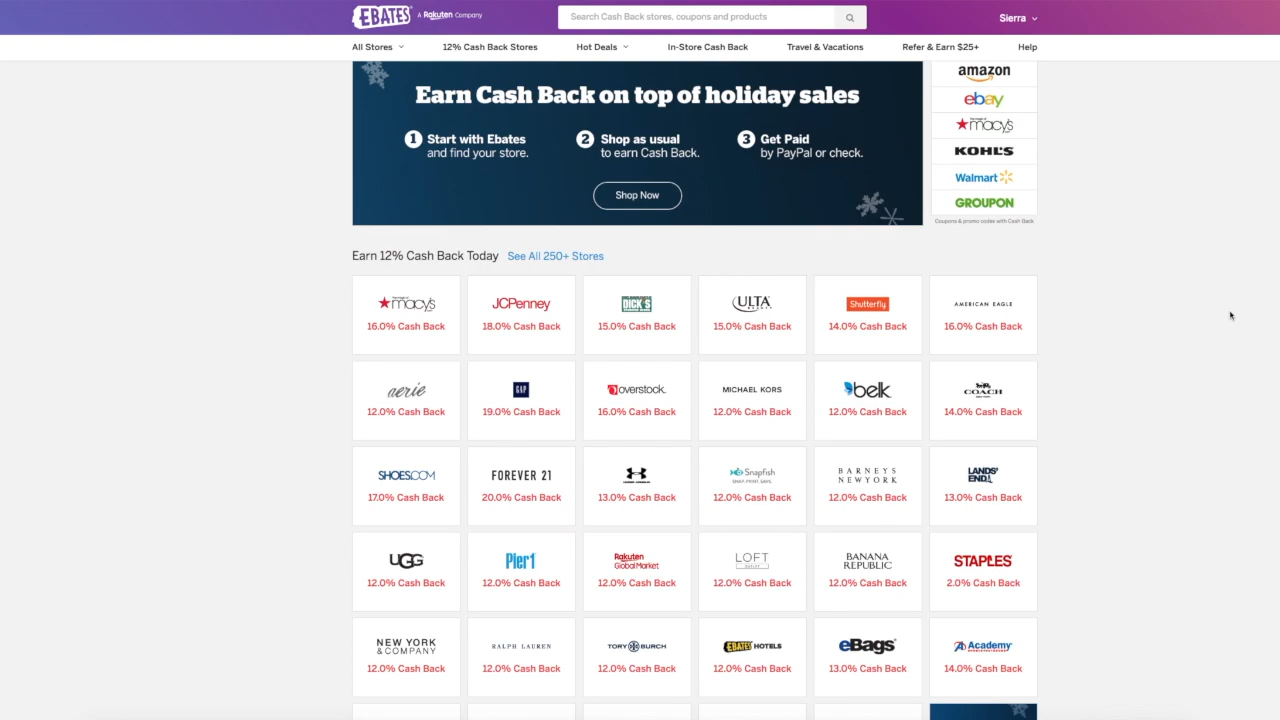 EBATES A Rakuten Company
Search Cash Back stores, coupons and products
Sierra
All Stores
12% Cash Back Stores
Hot Deals
In-Store Cash Back
Travel & Vacations
Refer & Earn $25+
Help
Earn Cash Back on top of holiday sales
1 Start with Ebates
and find your store.
2 Shop as usual
to earn Cash Back.
3 Get Paid
by PayPal or check.
Shop Now
amazon
ebay
macy's
KOHL'S
Walmart
GROUPON
Coupons & promo codes with Cash Back
Earn 12% Cash Back Today See All 250+ Stores
macy's
16.0% Cash Back
JCPenney
18.0% Cash Back
DICK'S
15.0% Cash Back
ULTA
BEAUTY
15.0% Cash Back
Shutterfly
14.0% Cash Back
AMERICAN EAGLE
16.0% Cash Back
aerie
12.0% Cash Back
GAP
19.0% Cash Back
overstock.
16.0% Cash Back
MICHAEL KORS
12.0% Cash Back
belk
12.0% Cash Back
COACH
14.0% Cash Back
SHOES.COM
17.0% Cash Back
FOREVER 21
20.0% Cash Back
UNDER ARMOUR
13.0% Cash Back
Snapfish
SNAP. PRINT. SAVE.
12.0% Cash Back
BARNEYS
NEW YORK
12.0% Cash Back
LANDS'
END
13.0% Cash Back
UGG
12.0% Cash Back
Pier1
12.0% Cash Back
Rakuten
Global Market
12.0% Cash Back
LOFT
OUTLET
12.0% Cash Back
BANANA
REPUBLIC
12.0% Cash Back
STAPLES
2.0% Cash Back
NEW YORK
& COMPANY
12.0% Cash Back
RALPH LAUREN
12.0% Cash Back
TORY BURCH
12.0% Cash Back
EBATES HOTELS
12.0% Cash Back
eBags
13.0% Cash Back
Academy
14.0% Cash Back